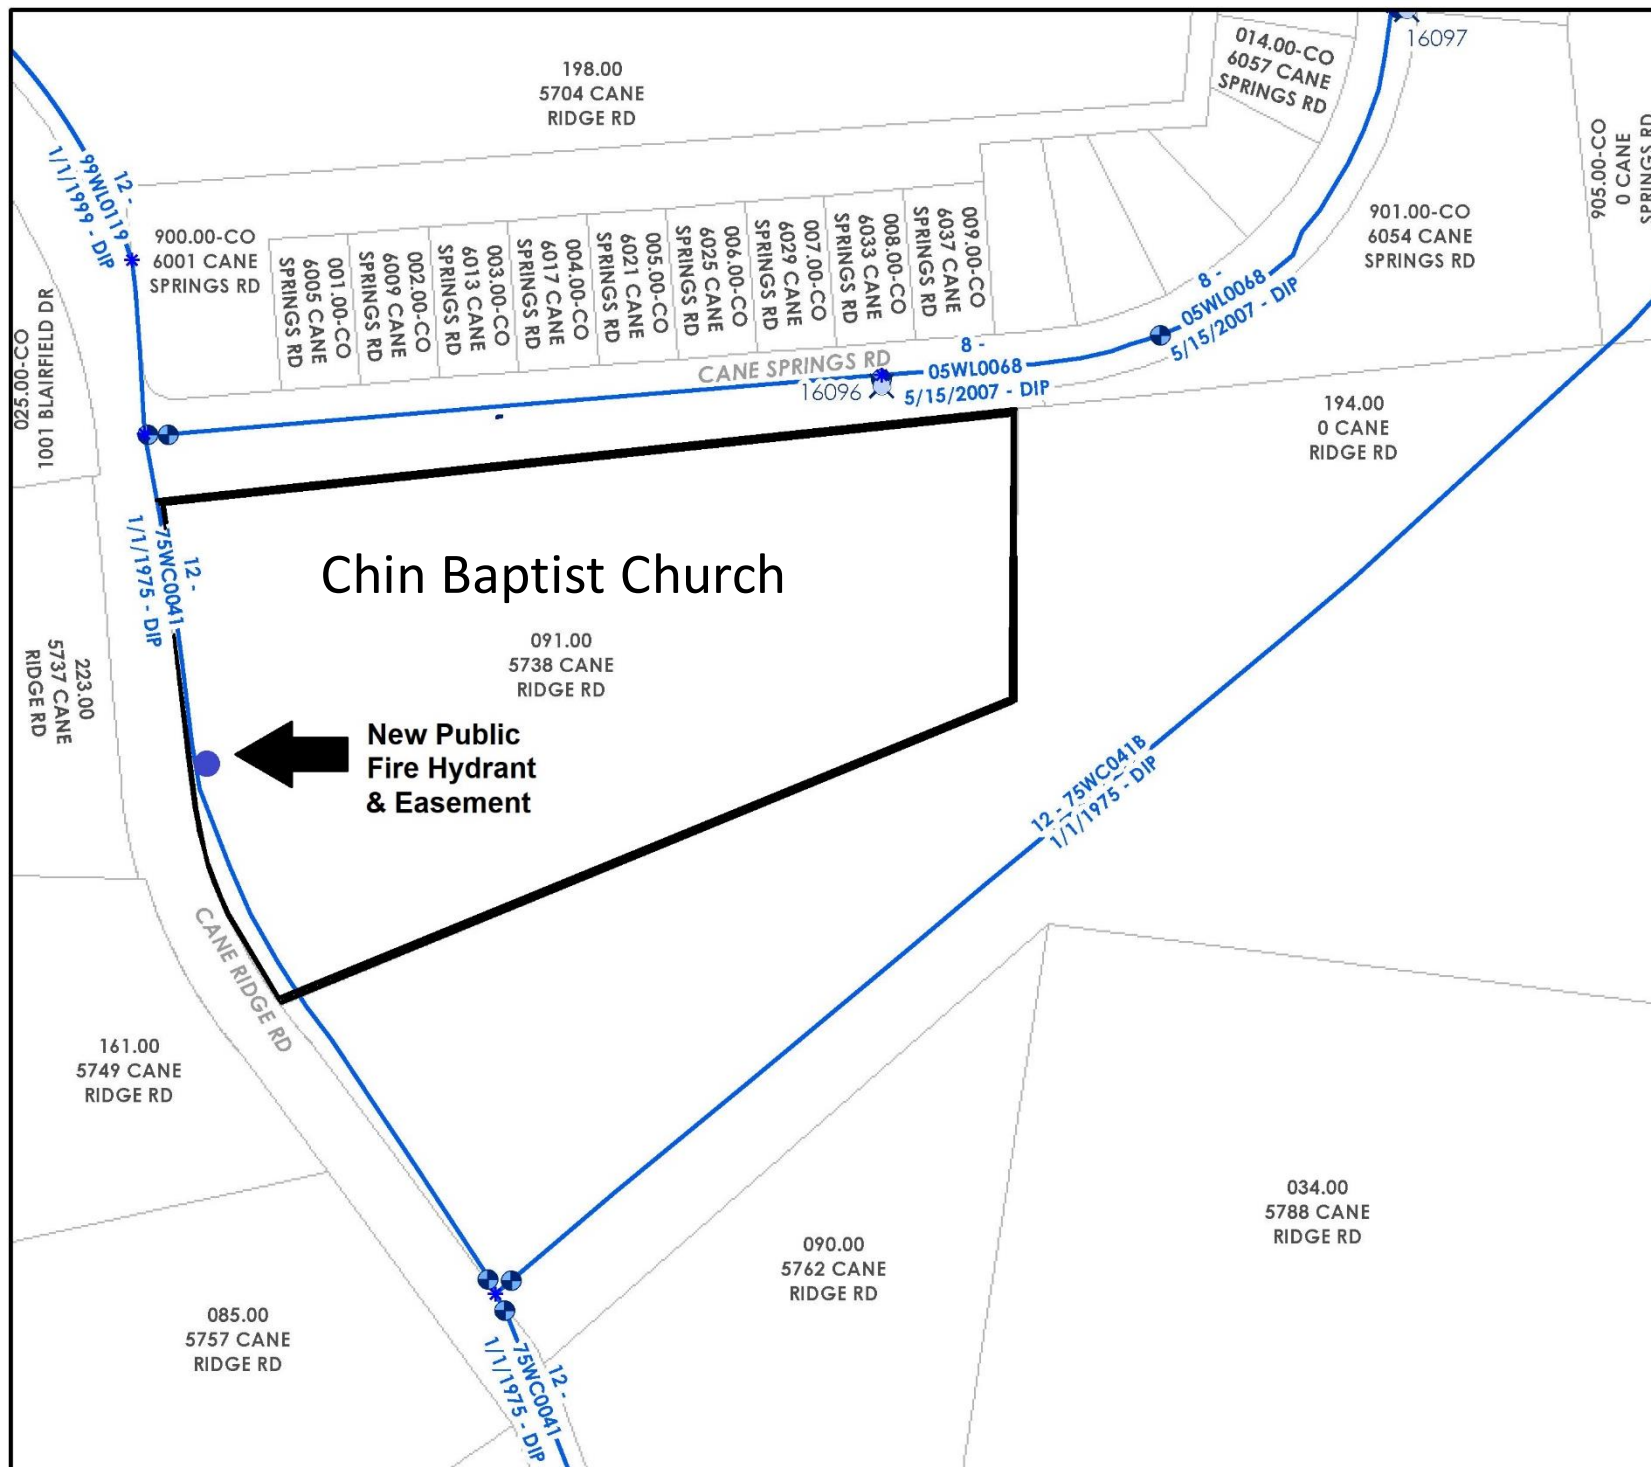 16097
014.00-CO
6057 CANE
SPRINGS RD
198.00
5704 CANE
RIDGE RD
905.00-CO
0 CANE
SPRINGS RD
12 -
99WL0119
1/1/1999 - DIP
900.00-CO
6001 CANE
SPRINGS RD
901.00-CO
6054 CANE
SPRINGS RD
001.00-CO
6005 CANE
SPRINGS RD
002.00-CO
6009 CANE
SPRINGS RD
003.00-CO
6013 CANE
SPRINGS RD
004.00-CO
6017 CANE
SPRINGS RD
005.00-CO
6021 CANE
SPRINGS RD
006.00-CO
6025 CANE
SPRINGS RD
007.00-CO
6029 CANE
SPRINGS RD
008.00-CO
6033 CANE
SPRINGS RD
009.00-CO
6037 CANE
SPRINGS RD
8 -
05WL0068
5/15/2007 - DIP
025.00-CO
1001 BLAIRFIELD DR
CANE SPRINGS RD
16096
8 -
05WL0068
5/15/2007 - DIP
194.00
0 CANE
RIDGE RD
12 -
75WC0041
1/1/1975 - DIP
Chin Baptist Church
091.00
5738 CANE
RIDGE RD
223.00
5737 CANE
RIDGE RD
New Public
Fire Hydrant
& Easement
12 - 75WC041B
1/1/1975 - DIP
CANE RIDGE RD
161.00
5749 CANE
RIDGE RD
034.00
5788 CANE
RIDGE RD
090.00
5762 CANE
RIDGE RD
085.00
5757 CANE
RIDGE RD
12 -
75WC0041
1/1/1975 - DIP